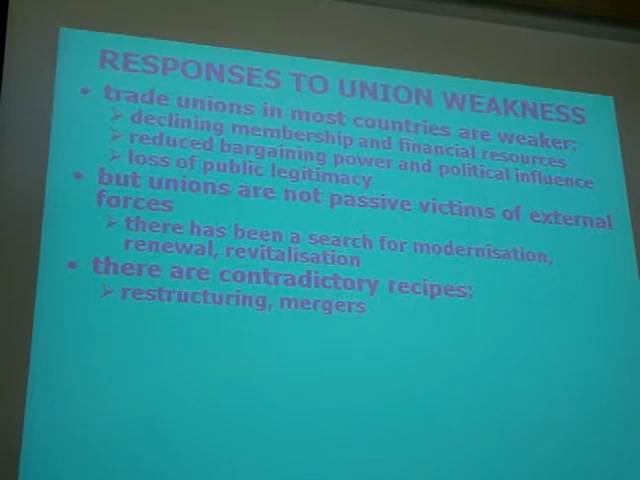 RESPONSES TO UNION WEAKNESS
• trade unions in most countries are weaker:
➢ declining membership and financial resources
➢ reduced bargaining power and political influence
➢ loss of public legitimacy
• but unions are not passive victims of external
forces
➢ there has been a search for modernisation,
renewal, revitalisation
• there are contradictory recipes:
➢ restructuring, mergers